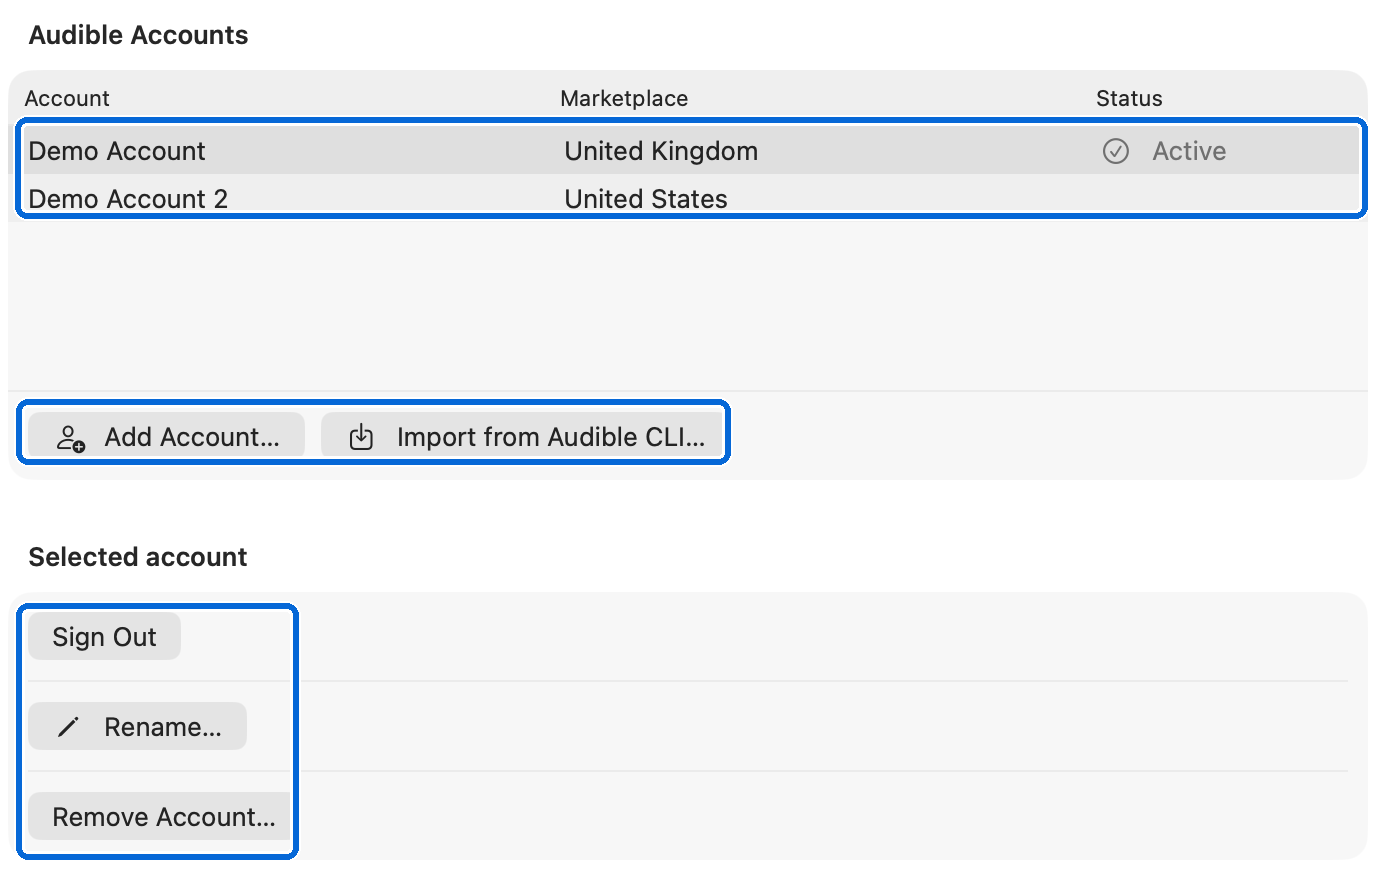 Audible Accounts
Account Marketplace Status
Demo Account United Kingdom Active
Demo Account 2 United States
Add Account... Import from Audible CLI...
Selected account
Sign Out
Rename...
Remove Account...